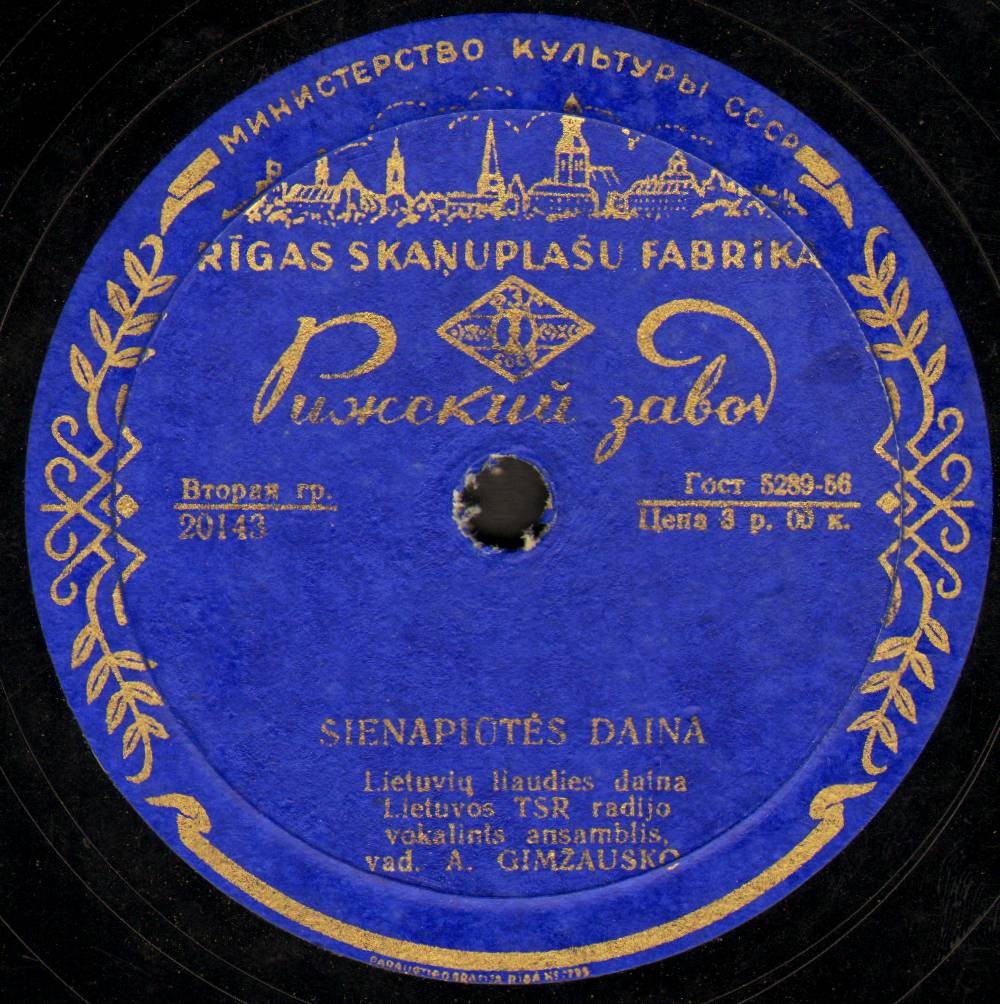 МИНИСТЕРСТВО КУЛЬТУРЫ СССР
RĪGAS SKAŅUPLAŠU FABRIKA
Рижский завод
Вторая гр.
20143
Гост 5289-56
Цена 3 р. 00 к.
SIENAPIŪTĖS DAINA
Lietuvių liaudies daina
Lietuvos TSR radijo
vokalinis ansamblis,
vad. A. GIMŽAUSKO